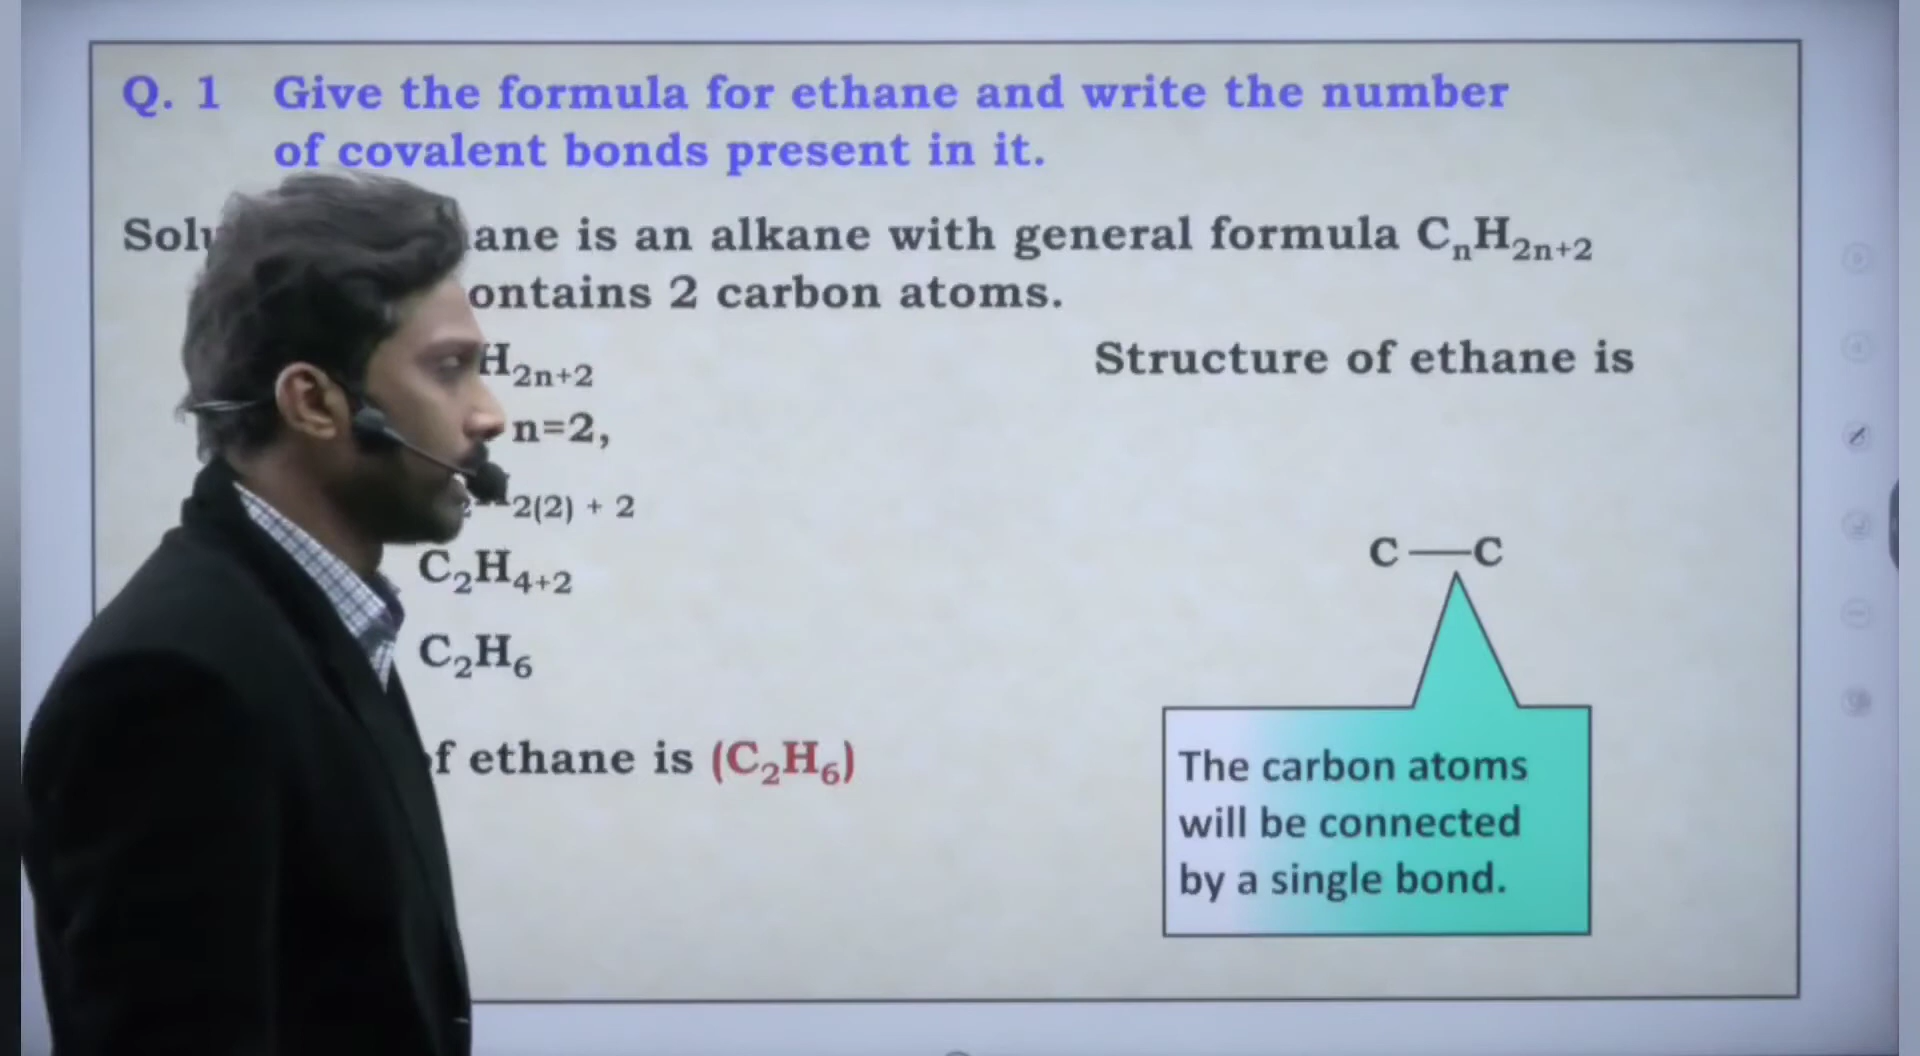 Q. 1 Give the formula for ethane and write the number
of covalent bonds present in it.
ane is an alkane with general formula CₙH₂ₙ₊₂
ontains 2 carbon atoms.
H₂ₙ₊₂
Structure of ethane is
n=2,
2(2) + 2
C — C
C₂H₄₊₂
C₂H₆
f ethane is (C₂H₆)
The carbon atoms
will be connected
by a single bond.